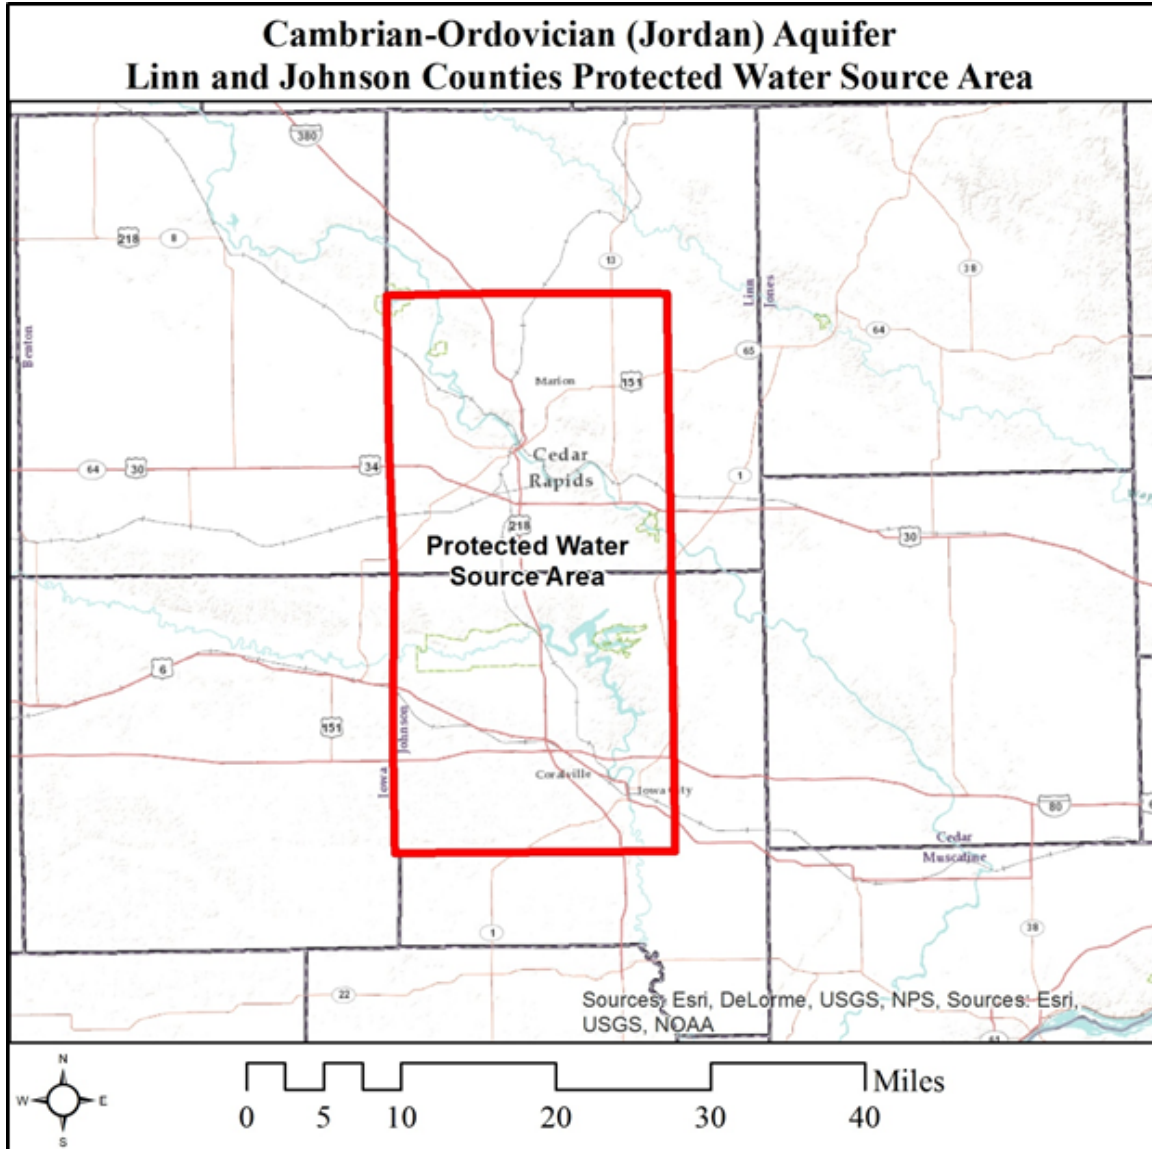 Cambrian-Ordovician (Jordan) Aquifer
Linn and Johnson Counties Protected Water Source Area
380
218
8
13
38
Linn
Jones
Benton
64
65
Marion
151
Cedar
Rapids
64
30
34
1
218
30
Protected Water
Source Area
6
151
Johnson
Iowa
Coralville
Iowa City
80
6
Cedar
Muscatine
1
38
22
Sources: Esri, DeLorme, USGS, NPS, Sources: Esri,
USGS, NOAA
61
N
W
E
S
0
5
10
20
30
40
Miles